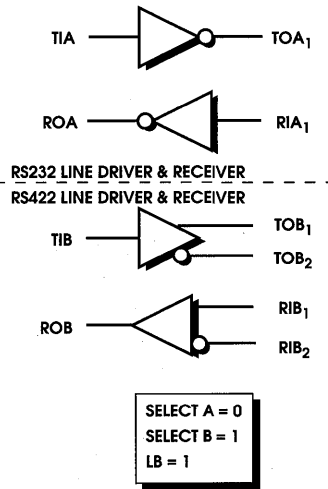 TIA TOA1
ROA RIA1
RS232 LINE DRIVER & RECEIVER
RS422 LINE DRIVER & RECEIVER
TOB1
TIB
TOB2
RIB1
ROB
RIB2
SELECT A = 0
SELECT B = 1
LB = 1